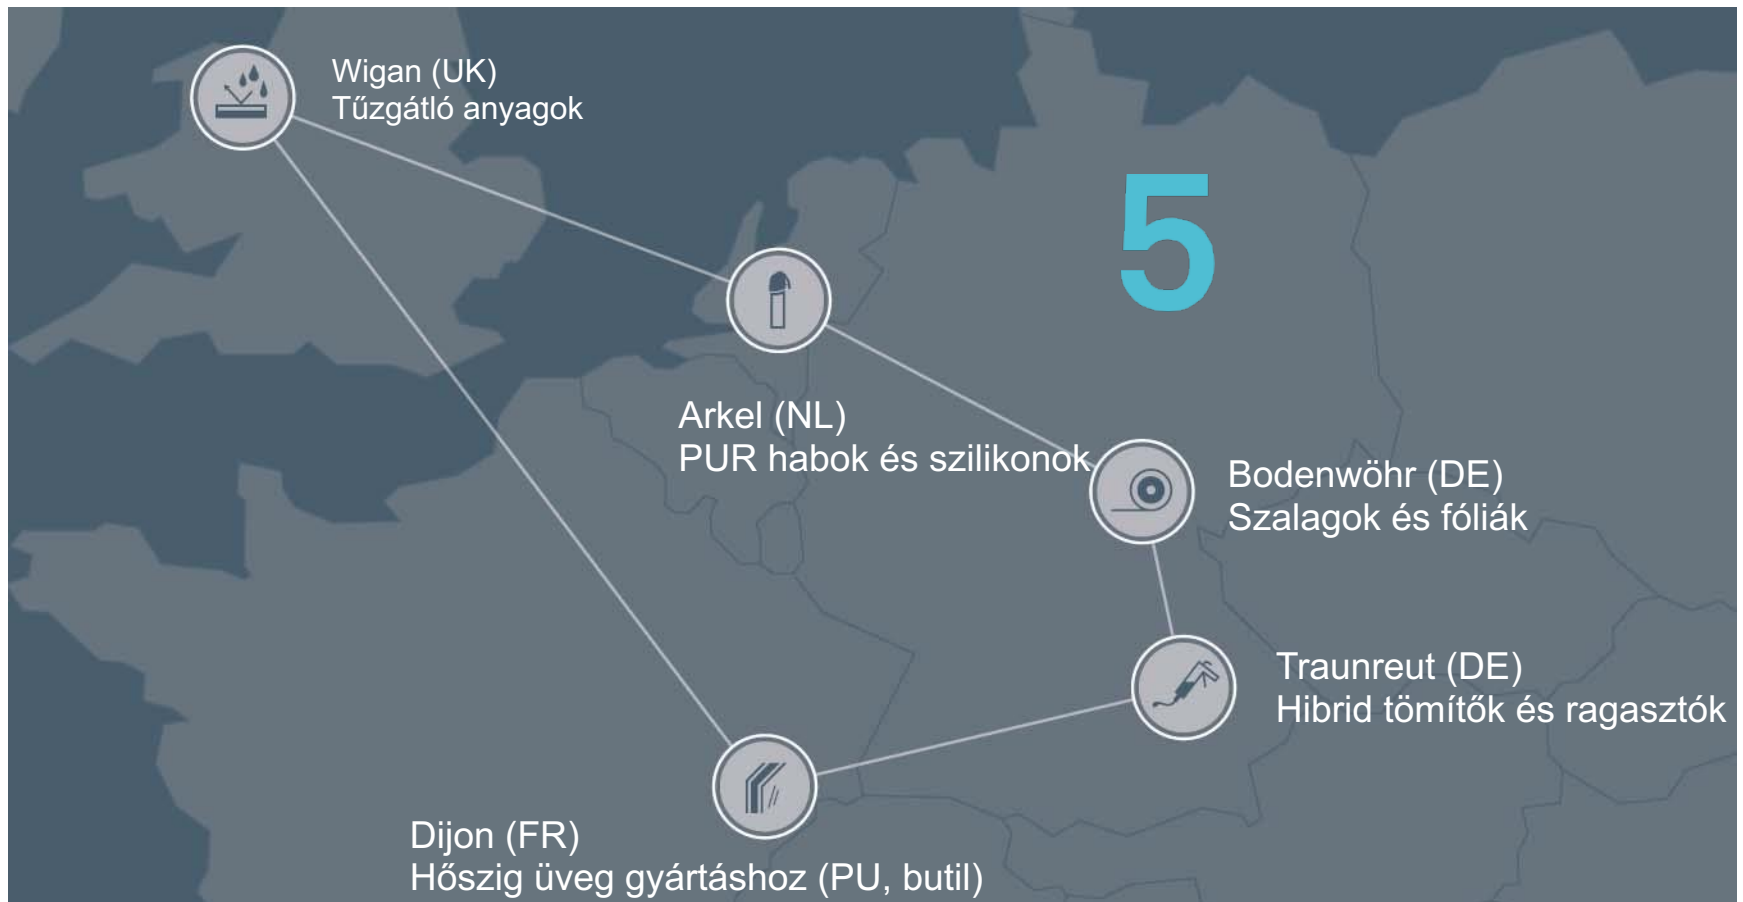 Wigan (UK)
Tűzgátló anyagok
5
Arkel (NL)
PUR habok és szilikonok
Bodenwöhr (DE)
Szalagok és fóliák
Traunreut (DE)
Hibrid tömítők és ragasztók
Dijon (FR)
Hőszig üveg gyártáshoz (PU, butil)